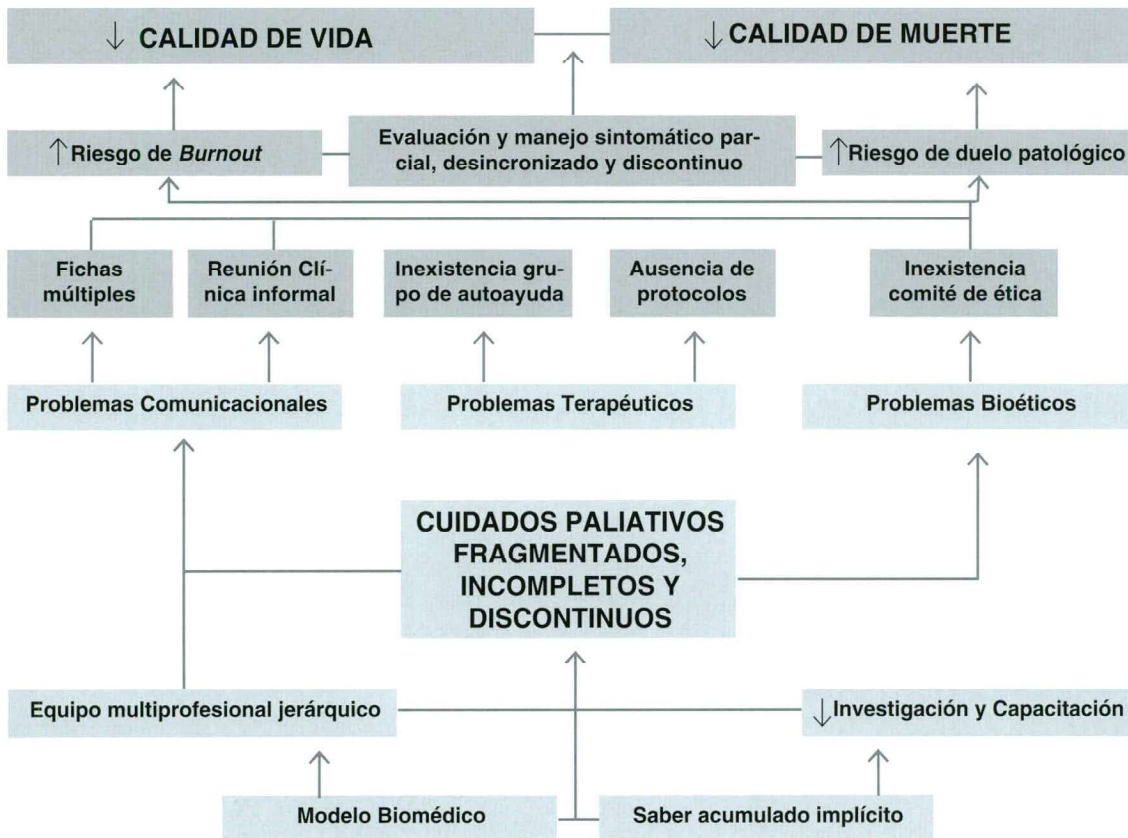 ↓ CALIDAD DE VIDA
↓ CALIDAD DE MUERTE
↑ Riesgo de Burnout
Evaluación y manejo sintomático par-
cial, desincronizado y discontinuo
↑ Riesgo de duelo patológico
Fichas
múltiples
Reunión Clí-
nica informal
Inexistencia gru-
po de autoayuda
Ausencia de
protocolos
Inexistencia
comité de ética
Problemas Comunicacionales
Problemas Terapéuticos
Problemas Bioéticos
CUIDADOS PALIATIVOS
FRAGMENTADOS,
INCOMPLETOS Y
DISCONTINUOS
Equipo multiprofesional jerárquico
↓ Investigación y Capacitación
Modelo Biomédico
Saber acumulado implícito